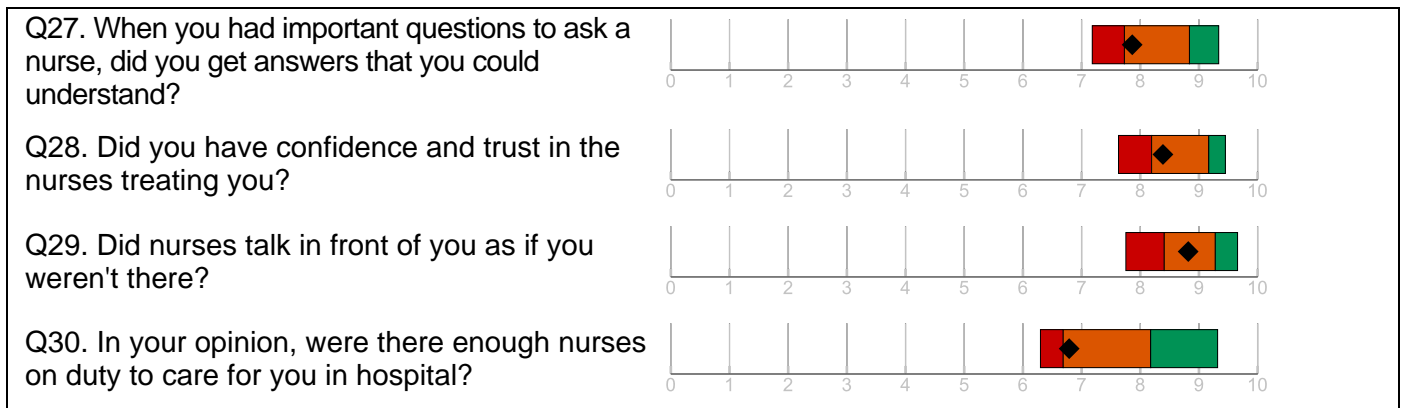 Q27. When you had important questions to ask a
nurse, did you get answers that you could
understand?
0 1 2 3 4 5 6 7 8 9 10
Q28. Did you have confidence and trust in the
nurses treating you?
0 1 2 3 4 5 6 7 8 9 10
Q29. Did nurses talk in front of you as if you
weren't there?
0 1 2 3 4 5 6 7 8 9 10
Q30. In your opinion, were there enough nurses
on duty to care for you in hospital?
0 1 2 3 4 5 6 7 8 9 10